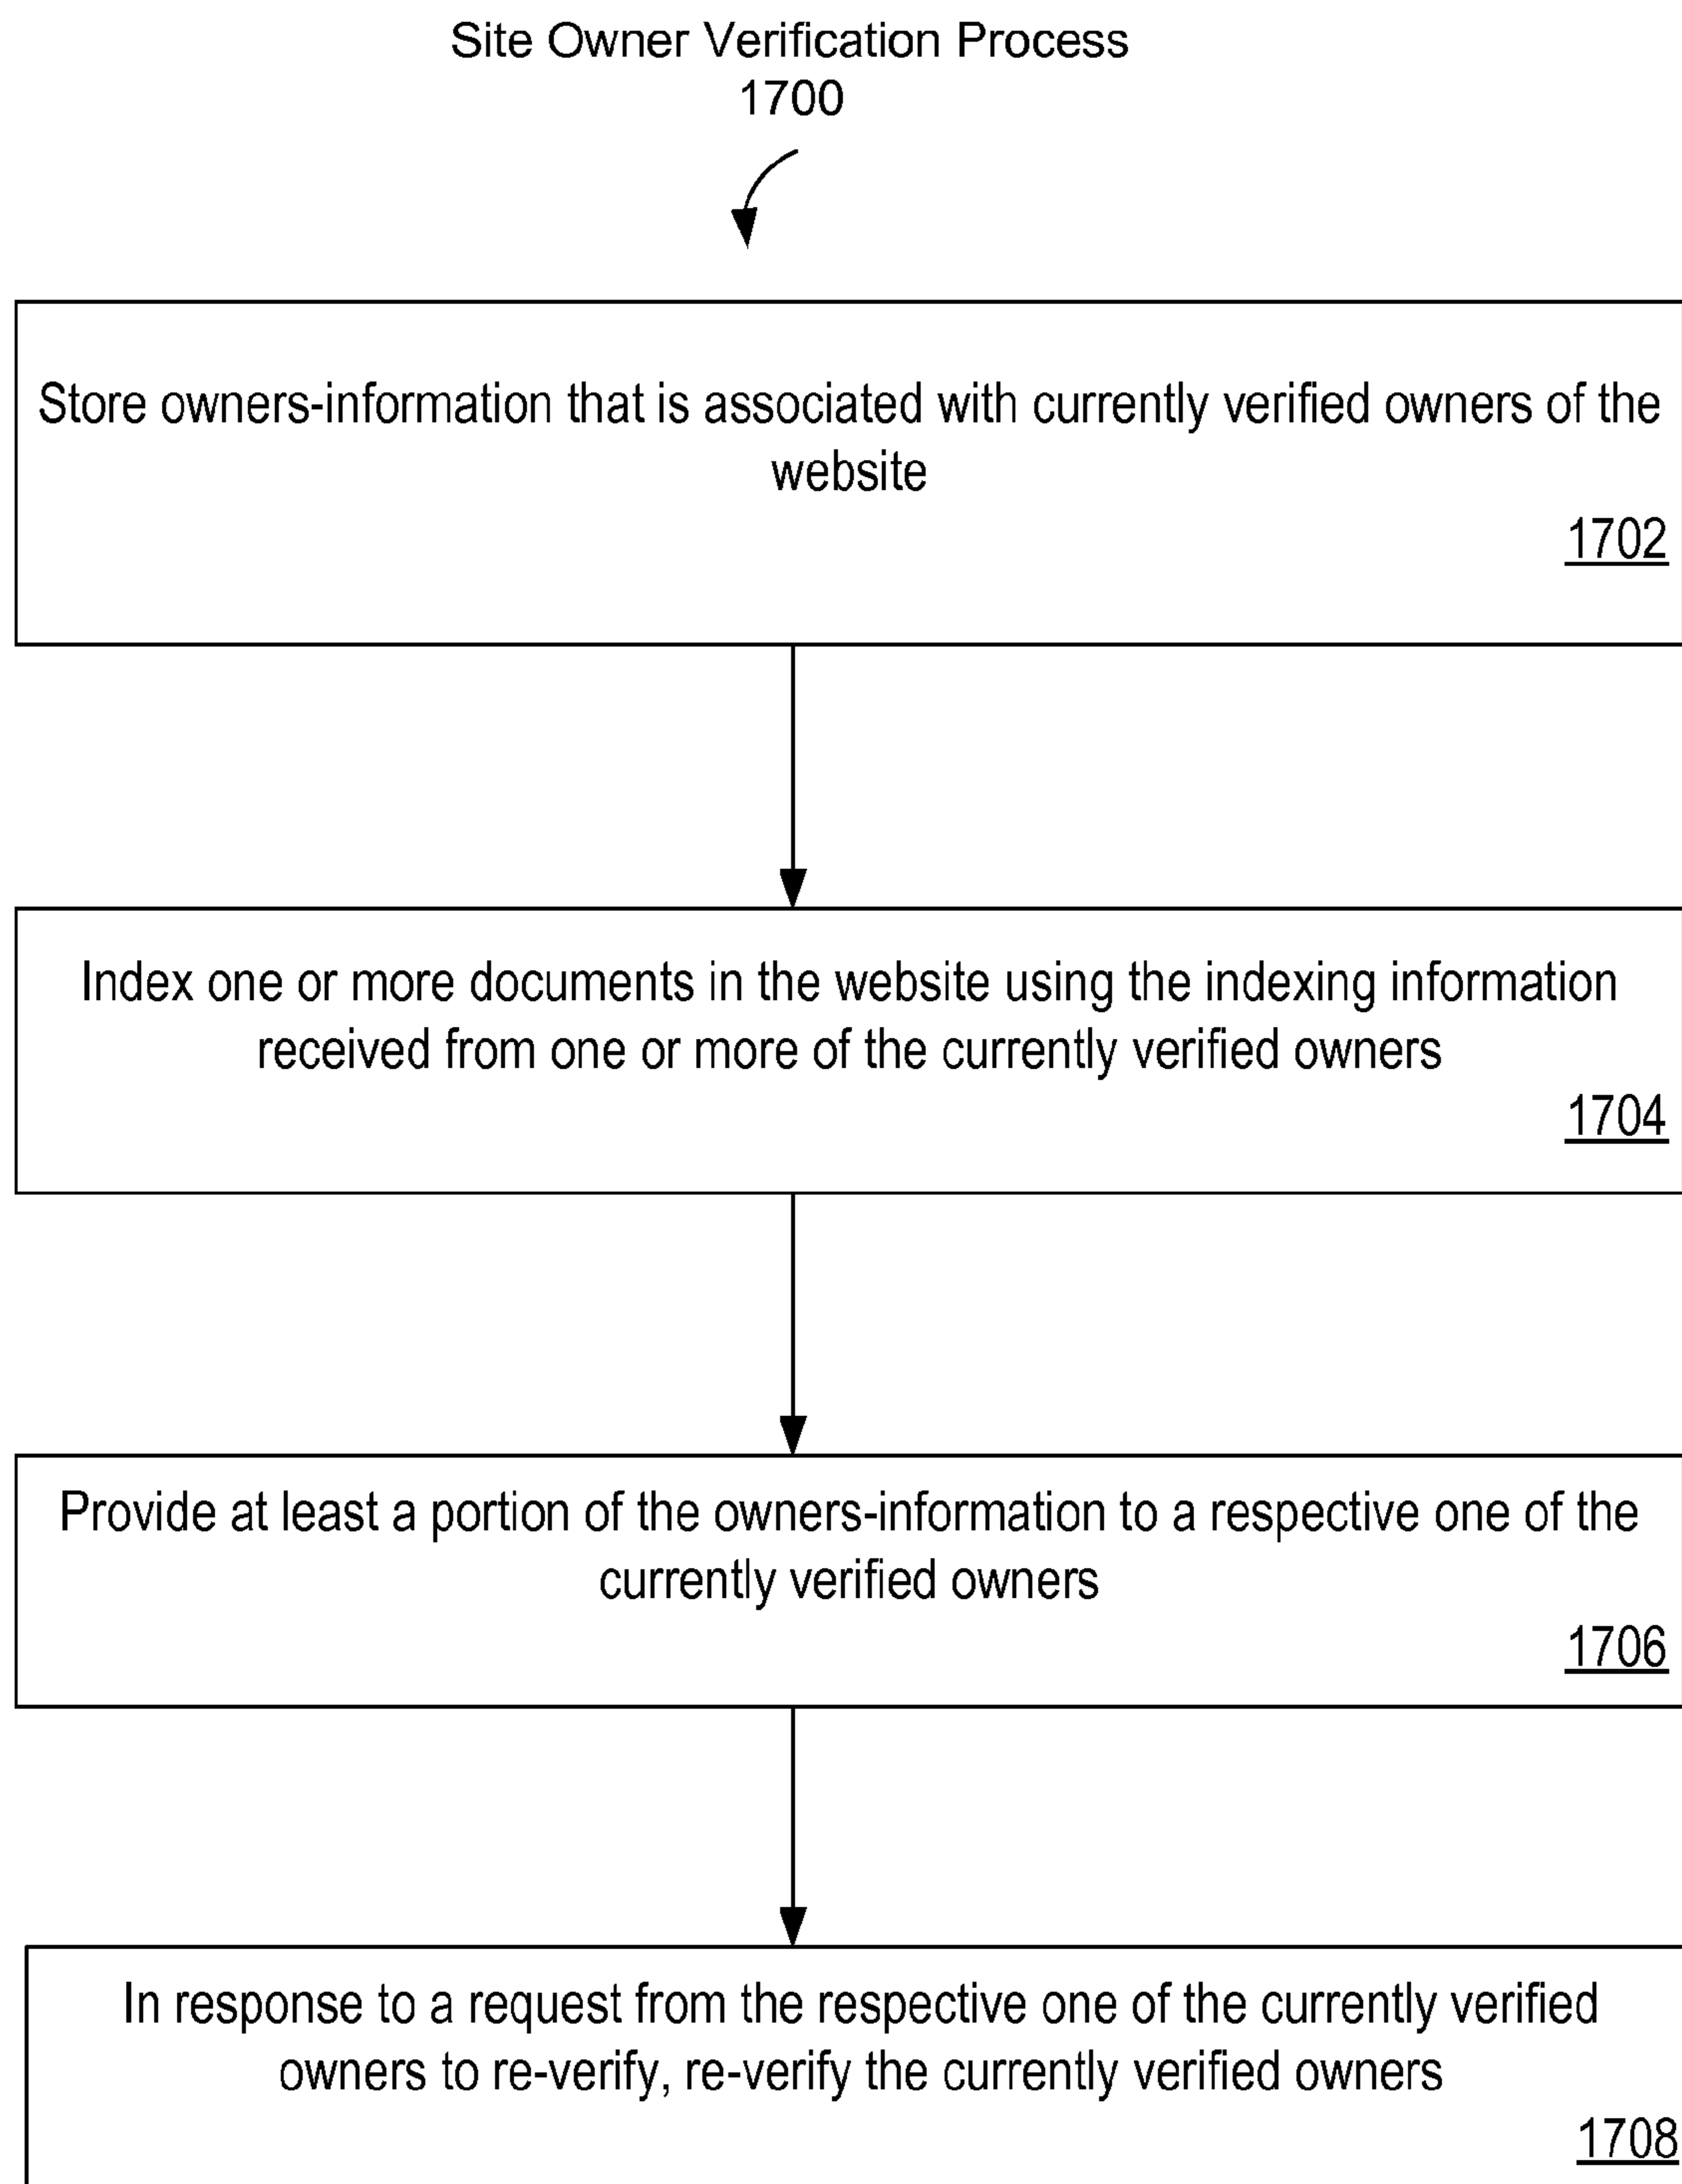 Site Owner Verification Process
1700
Store owners-information that is associated with currently verified owners of the
website
1702
Index one or more documents in the website using the indexing information
received from one or more of the currently verified owners
1704
Provide at least a portion of the owners-information to a respective one of the
currently verified owners
1706
In response to a request from the respective one of the currently verified
owners to re-verify, re-verify the currently verified owners
1708